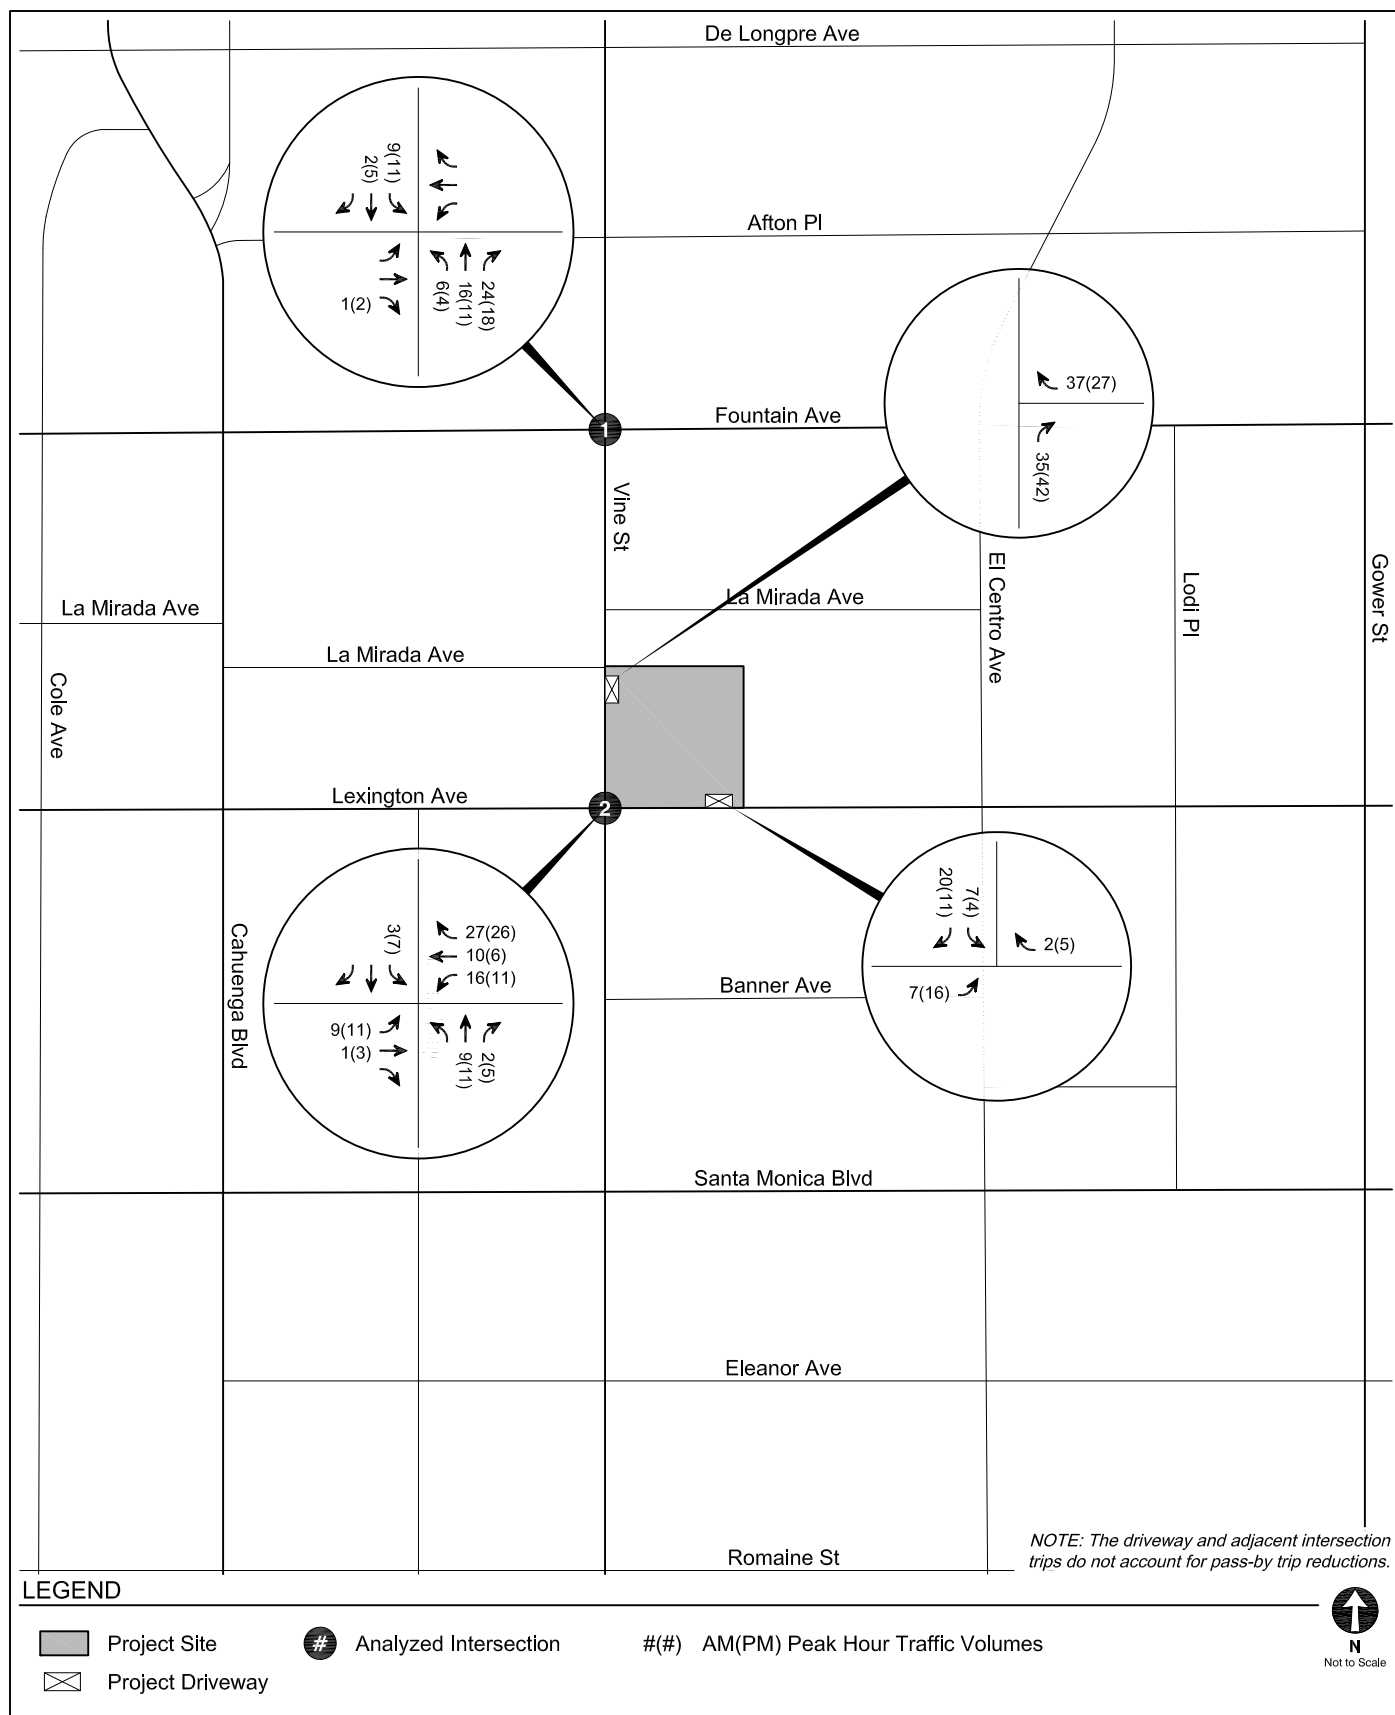 De Longpre Ave
9(11)
2(5)
Afton Pl
1(2)
6(4)
16(11)
24(18)
37(27)
35(42)
Fountain Ave
1
Vine St
La Mirada Ave
La Mirada Ave
La Mirada Ave
El Centro Ave
Lodi Pl
Gower St
Cole Ave
Lexington Ave
2
20(11)
7(4)
2(5)
7(16)
3(7)
27(26)
10(6)
16(11)
9(11)
1(3)
9(11)
2(5)
Cahuenga Blvd
Banner Ave
Santa Monica Blvd
Eleanor Ave
Romaine St
NOTE: The driveway and adjacent intersection
trips do not account for pass-by trip reductions.
LEGEND
Project Site
# Analyzed Intersection
#(#) AM(PM) Peak Hour Traffic Volumes
Project Driveway
N
Not to Scale